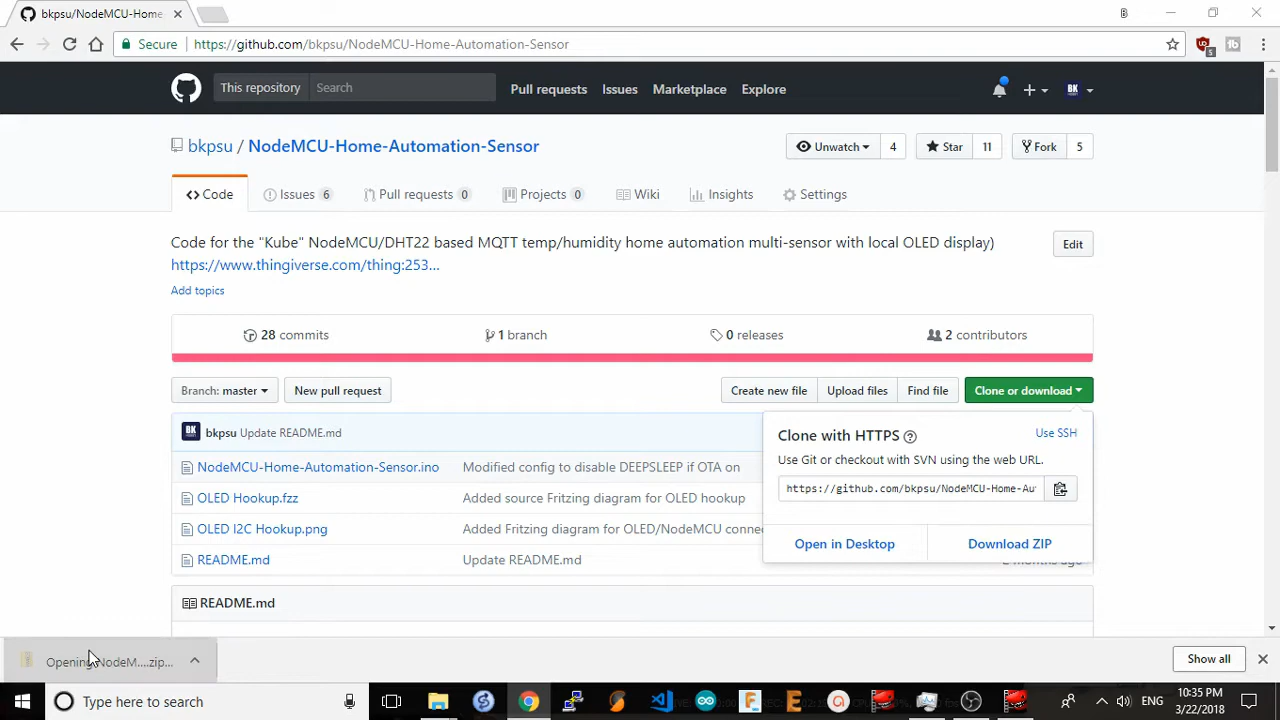 bkpsu/NodeMCU-Home
Secure https://github.com/bkpsu/NodeMCU-Home-Automation-Sensor
This repository Search Pull requests Issues Marketplace Explore
bkpsu / NodeMCU-Home-Automation-Sensor
Unwatch 4 Star 11 Fork 5
Code Issues 6 Pull requests 0 Projects 0 Wiki Insights Settings
Code for the "Kube" NodeMCU/DHT22 based MQTT temp/humidity home automation multi-sensor with local OLED display)
https://www.thingiverse.com/thing:253...
Edit
Add topics
28 commits 1 branch 0 releases 2 contributors
Branch: master New pull request Create new file Upload files Find file Clone or download
bkpsu Update README.md
NodeMCU-Home-Automation-Sensor.ino Modified config to disable DEEPSLEEP if OTA on
OLED Hookup.fzz Added source Fritzing diagram for OLED hookup
OLED I2C Hookup.png Added Fritzing diagram for OLED/NodeMCU connec
README.md Update README.md
Clone with HTTPS Use SSH
Use Git or checkout with SVN using the web URL.
https://github.com/bkpsu/NodeMCU-Home-Au
Open in Desktop Download ZIP
README.md
Opening NodeM....zip... Show all
Type here to search ENG 10:35 PM
3/22/2018